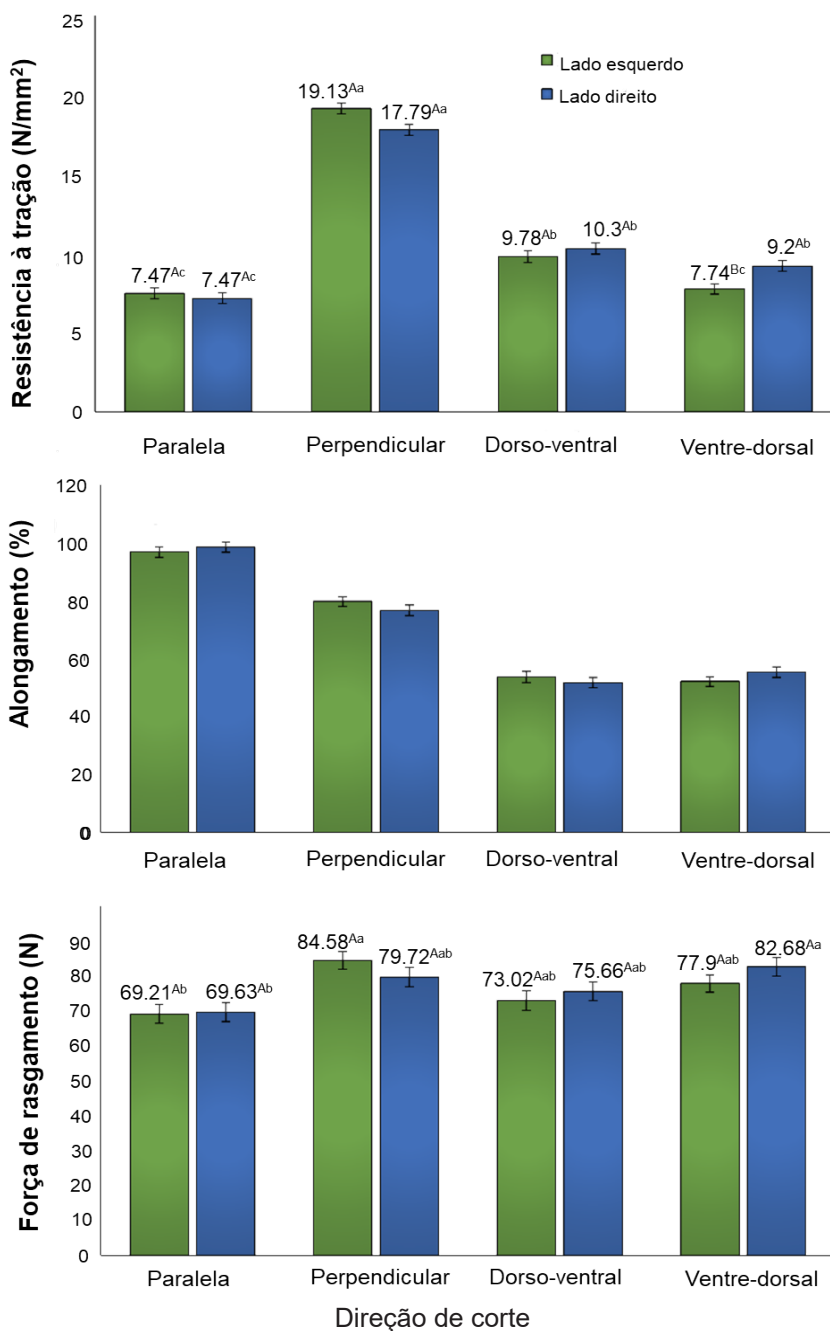 Resistência à tração (N/mm²)
25
20
15
10
5
0
Lado esquerdo
Lado direito
7.47ᴬᶜ 7.47ᴬᶜ 19.13ᴬᵃ 17.79ᴬᵃ 9.78ᴬᵇ 10.3ᴬᵇ 7.74ᴮᶜ 9.2ᴬᵇ
Paralela Perpendicular Dorso-ventral Ventre-dorsal
Alongamento (%)
120
100
80
60
40
20
0
Paralela Perpendicular Dorso-ventral Ventre-dorsal
Força de rasgamento (N)
90
80
70
60
50
40
30
20
10
0
69.21ᴬᵇ 69.63ᴬᵇ 84.58ᴬᵃ 79.72ᴬᵃᵇ 73.02ᴬᵃᵇ 75.66ᴬᵃᵇ 77.9ᴬᵃᵇ 82.68ᴬᵃ
Paralela Perpendicular Dorso-ventral Ventre-dorsal
Direção de corte